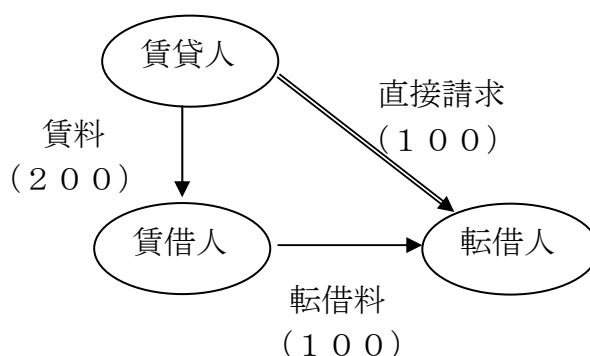 賃貸人
直接請求
（１００）
賃料
（２００）
賃借人
転借人
転借料
（１００）